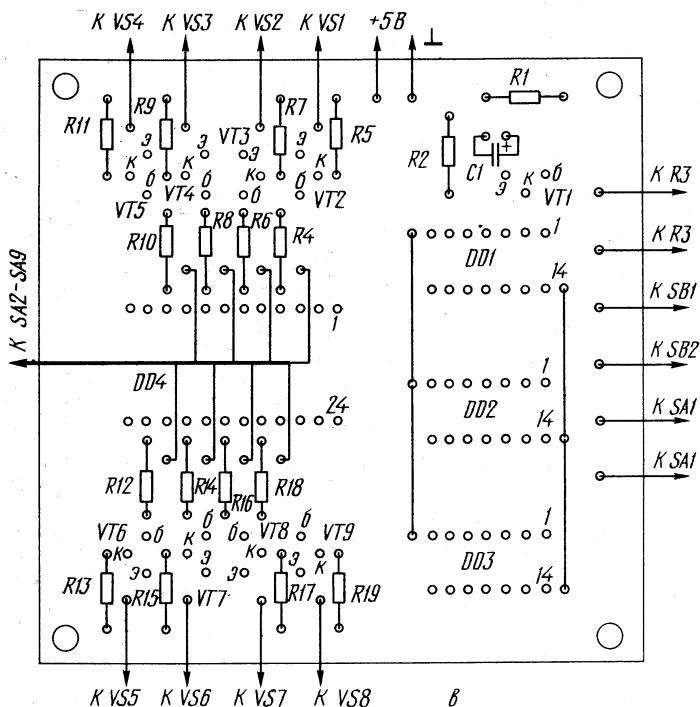 К VS4 К VS3 К VS2 К VS1 +5В ⊥
R1
R11 R9 R7 R5
э э VT3 э э R2 C1 +
к к к к э к б
б б б б
VT5 VT4 VT2 VT1
К R3
R10 R8 R6 R4
1
DD1
К R3
14
К SB1
1
К SA2-SA9
К SB2
1
DD4
DD2
24
К SA1
14
R12 R14 R16 R18
К SA1
VT6 б б б VT8 б VT9
1
к к к к
э э э э
DD3
R13 R15 VT7 R17 R19
14
К VS5 К VS6 К VS7 К VS8 в